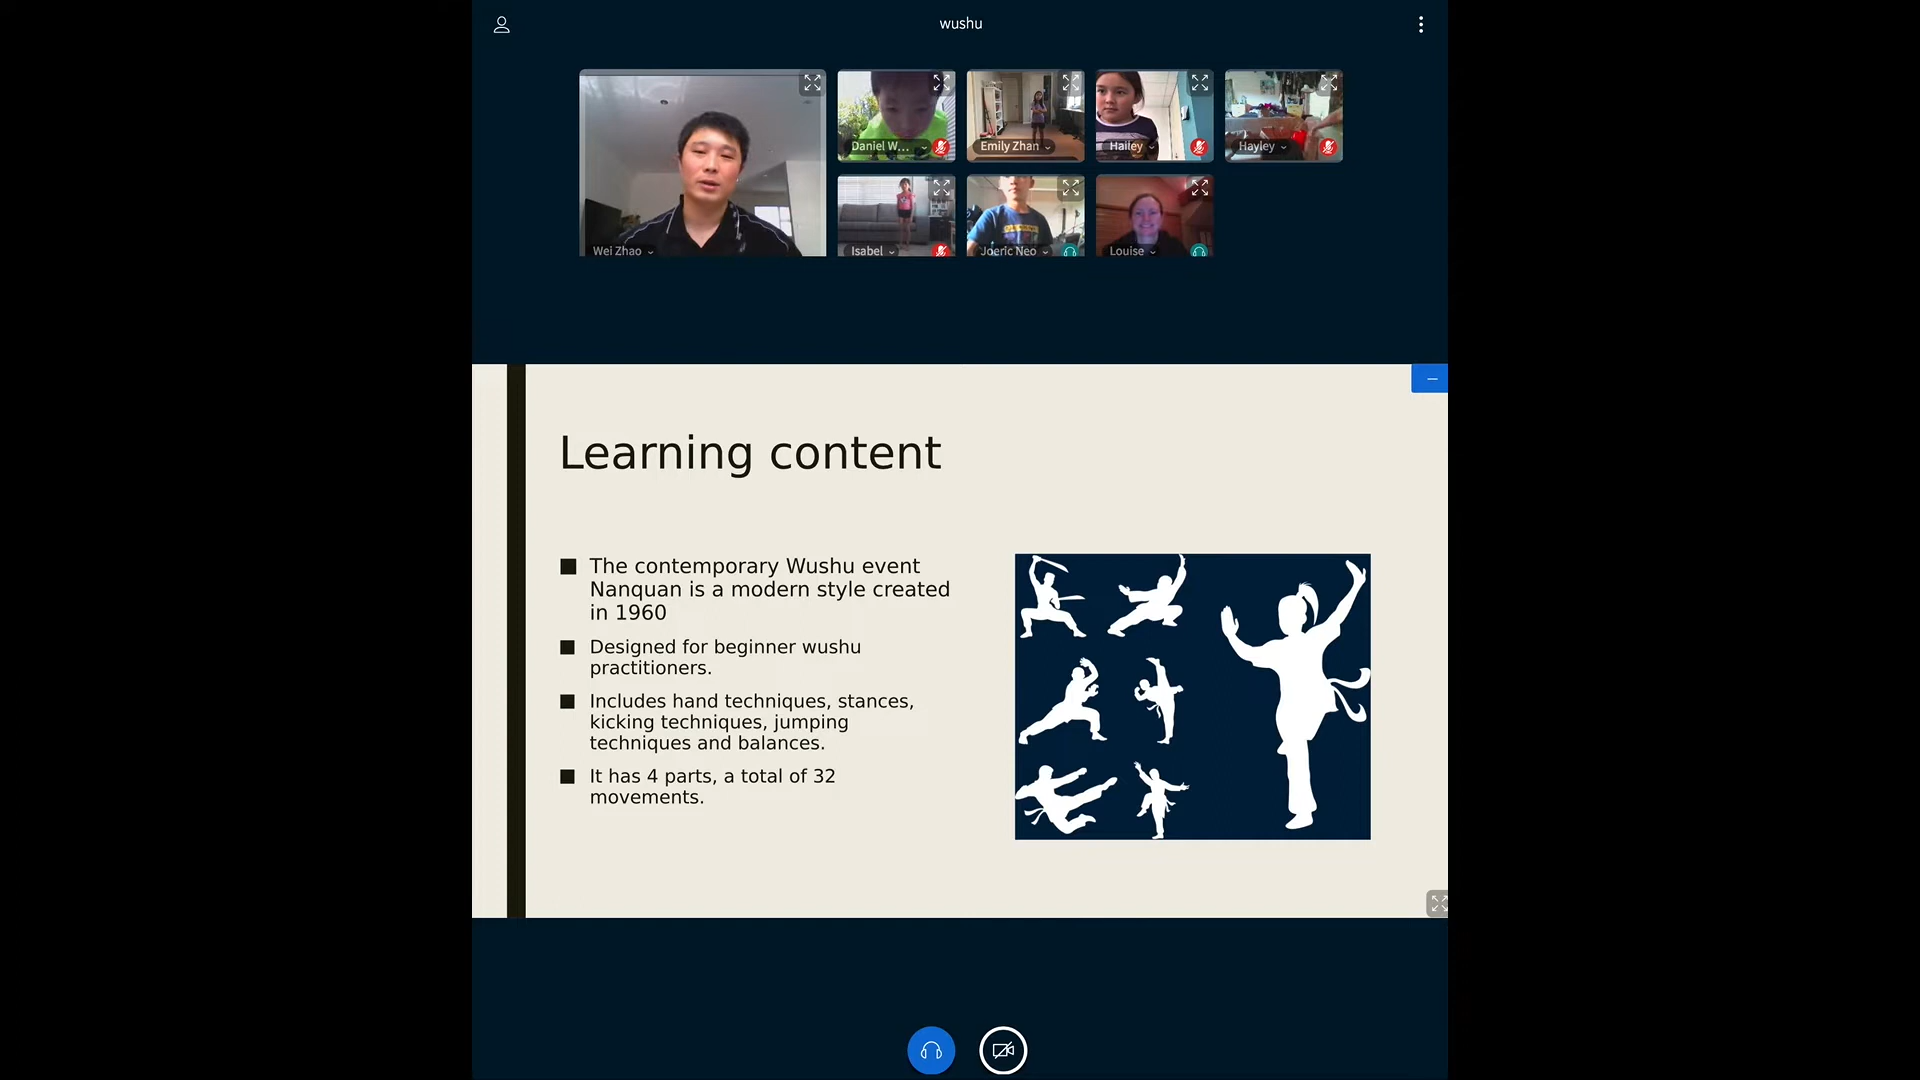 wushu
Daniel W...
Emily Zhan
Hailey
Hayley
Wei Zhao
Isabel
Joeric Neo
Louise
Learning content
The contemporary Wushu event
Nanquan is a modern style created
in 1960
Designed for beginner wushu
practitioners.
Includes hand techniques, stances,
kicking techniques, jumping
techniques and balances.
It has 4 parts, a total of 32
movements.